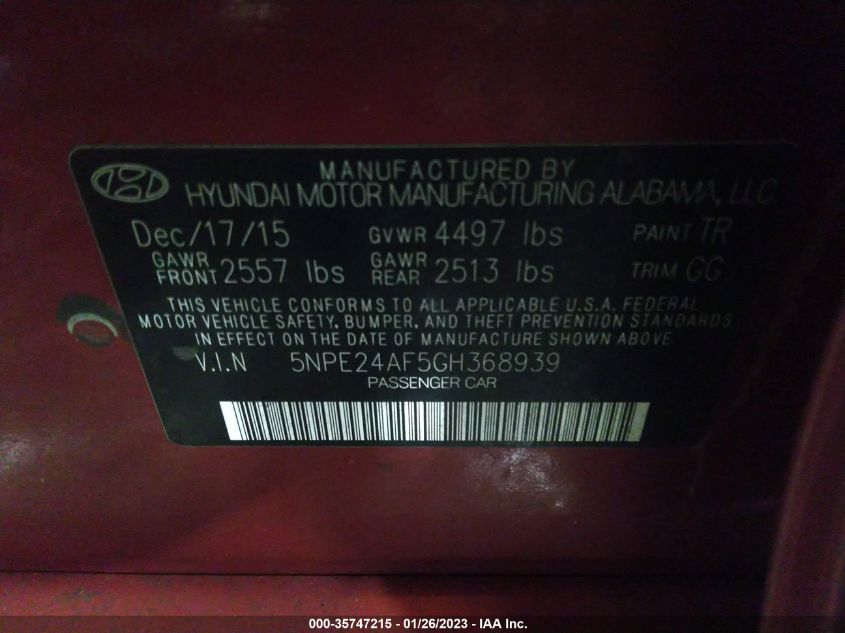 MANUFACTURED BY
HYUNDAI MOTOR MANUFACTURING ALABAMA, LLC
Dec/17/15 GVWR 4497 lbs PAINT TR
GAWR FRONT 2557 lbs GAWR REAR 2513 lbs TRIM GG
THIS VEHICLE CONFORMS TO ALL APPLICABLE U.S.A. FEDERAL
MOTOR VEHICLE SAFETY, BUMPER, AND THEFT PREVENTION STANDARDS
IN EFFECT ON THE DATE OF MANUFACTURE SHOWN ABOVE
V.I.N 5NPE24AF5GH368939
PASSENGER CAR
000-35747215 - 01/26/2023 - IAA Inc.